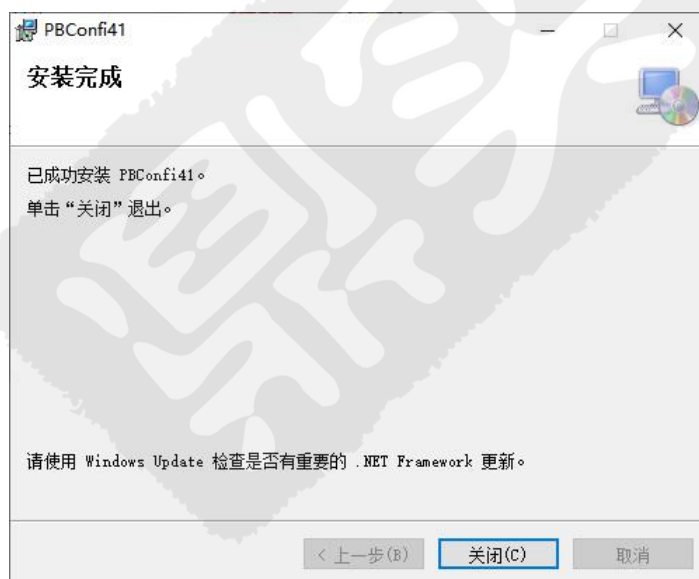 PBConfi41
安装完成
已成功安装 PBConfi41。
单击“关闭”退出。
请使用 Windows Update 检查是否有重要的 .NET Framework 更新。
< 上一步(B)
关闭(C)
取消